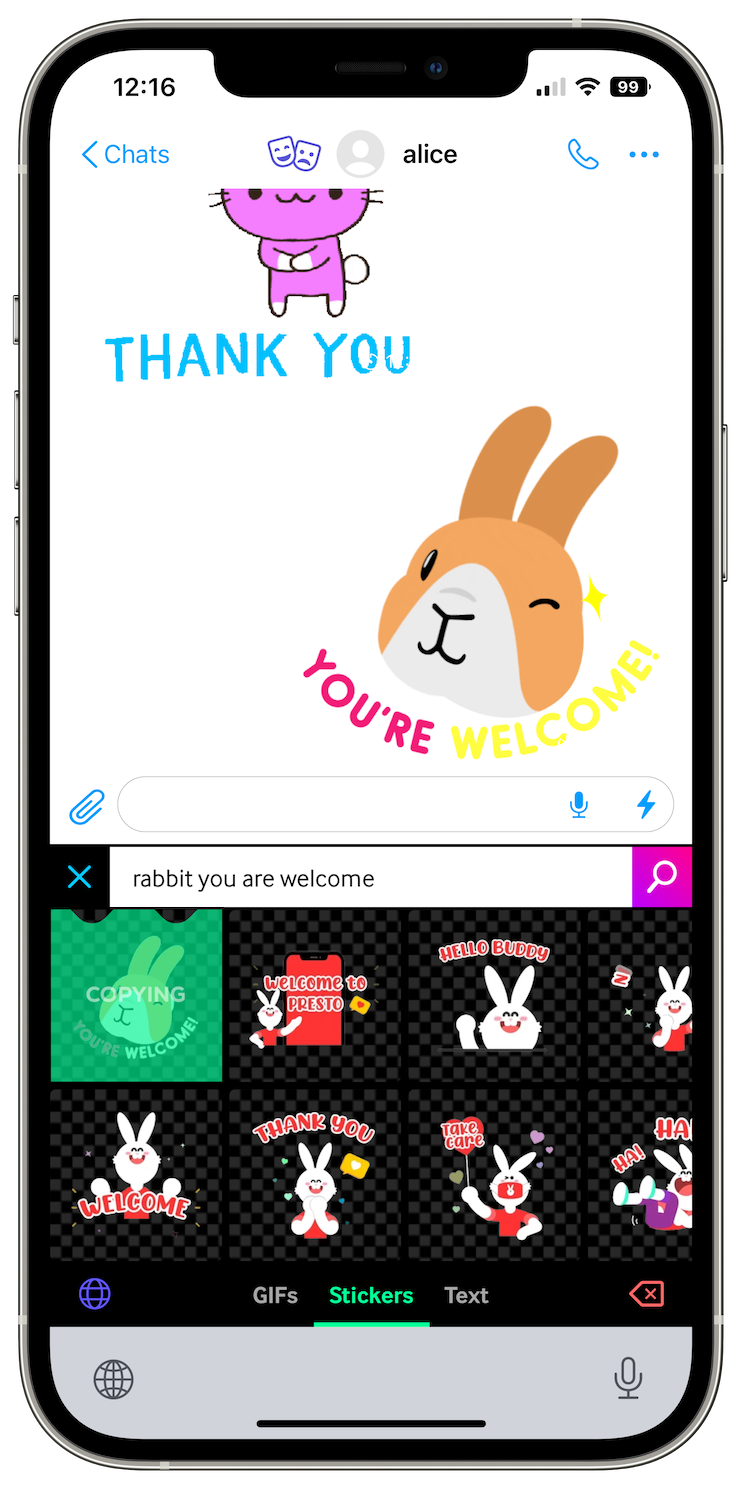 12:16
99
Chats
alice
THANK YOU
YOU'RE WELCOME!
rabbit you are welcome
COPYING
YOU'RE WELCOME!
WELCOME TO
PRESTO
HELLO BUDDY
WELCOME
THANK YOU
TAKE
CARE
HA!
HA
GIFs
Stickers
Text